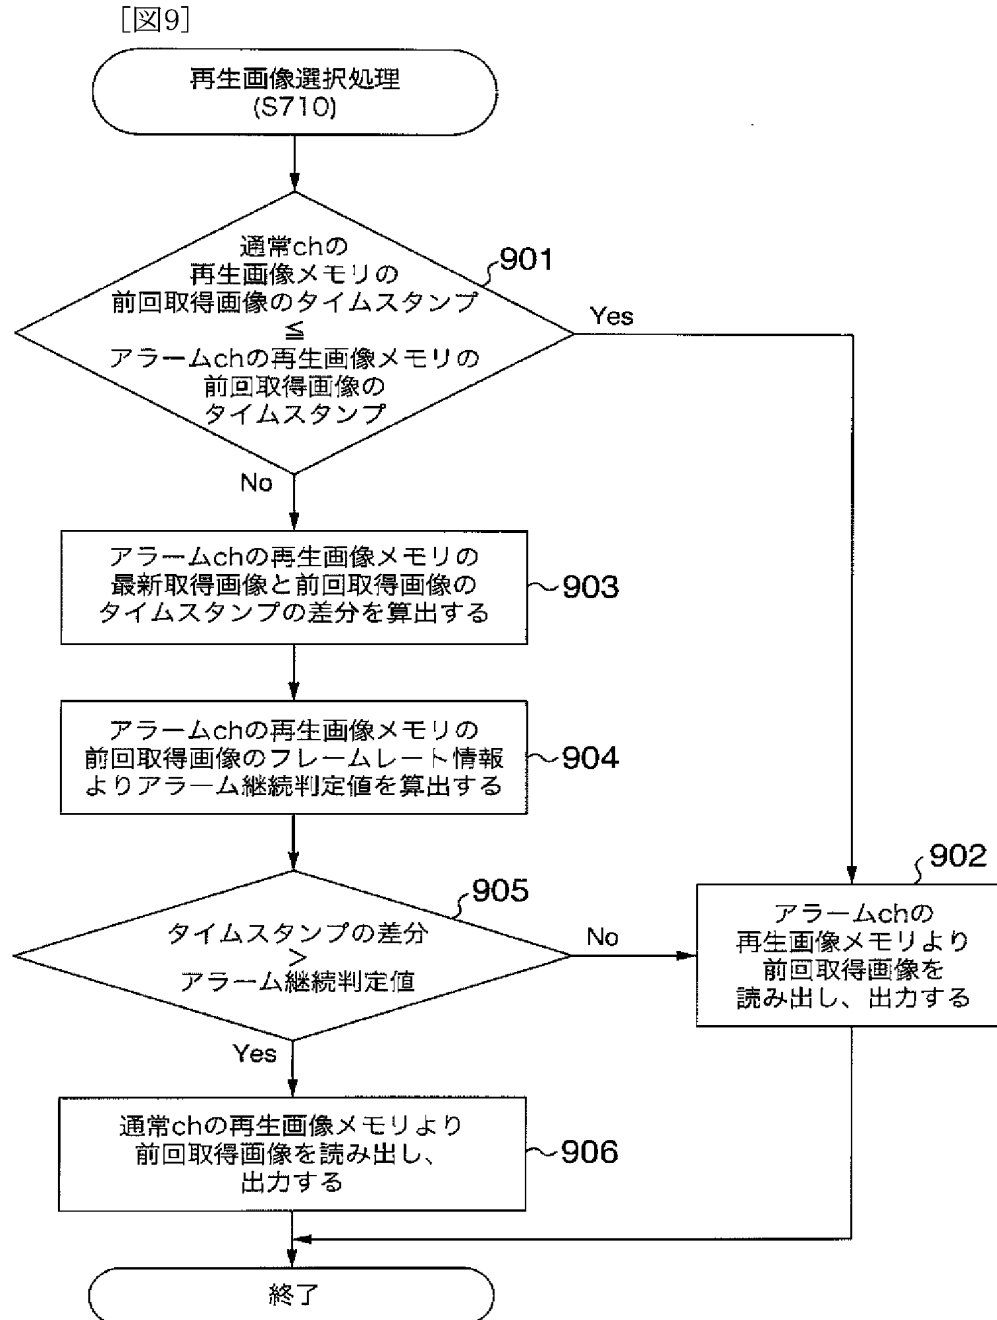 ［図9］
再生画像選択処理
(S710)
通常chの
再生画像メモリの
前回取得画像のタイムスタンプ
≦
アラームchの再生画像メモリの
前回取得画像の
タイムスタンプ
901
Yes
No
アラームchの再生画像メモリの
最新取得画像と前回取得画像の
タイムスタンプの差分を算出する
903
アラームchの再生画像メモリの
前回取得画像のフレームレート情報
よりアラーム継続判定値を算出する
904
タイムスタンプの差分
>
アラーム継続判定値
905
No
Yes
902
アラームchの
再生画像メモリより
前回取得画像を
読み出し、出力する
通常chの再生画像メモリより
前回取得画像を読み出し、
出力する
906
終了